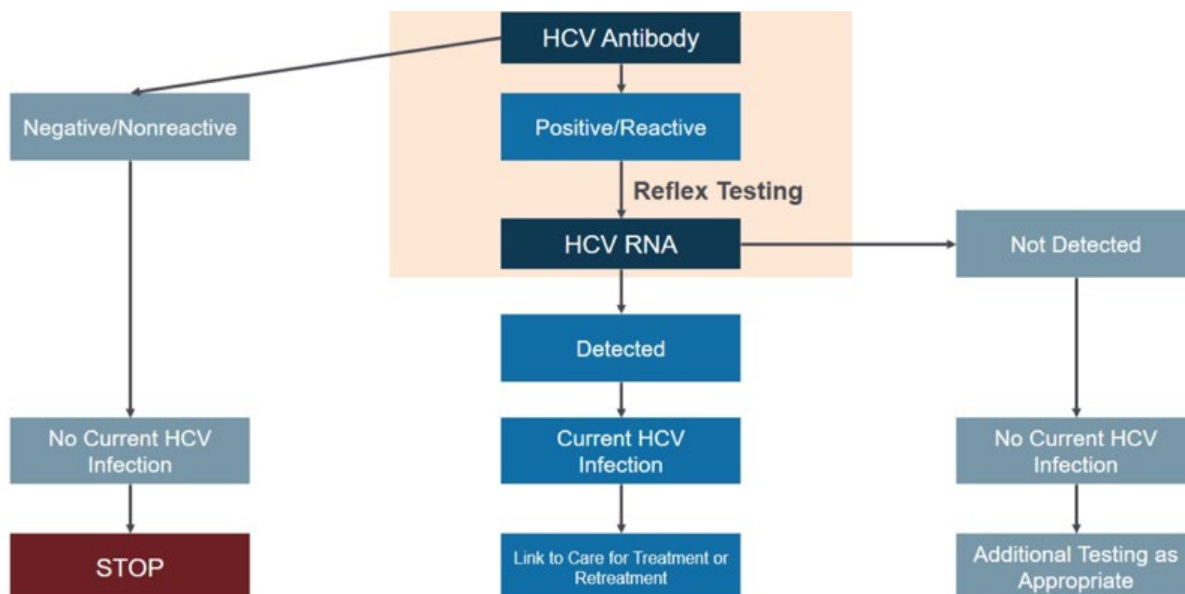 HCV Antibody
Negative/Nonreactive
Positive/Reactive
Reflex Testing
HCV RNA
Not Detected
Detected
No Current HCV
Infection
Current HCV
Infection
No Current HCV
Infection
STOP
Link to Care for Treatment or
Retreatment
Additional Testing as
Appropriate